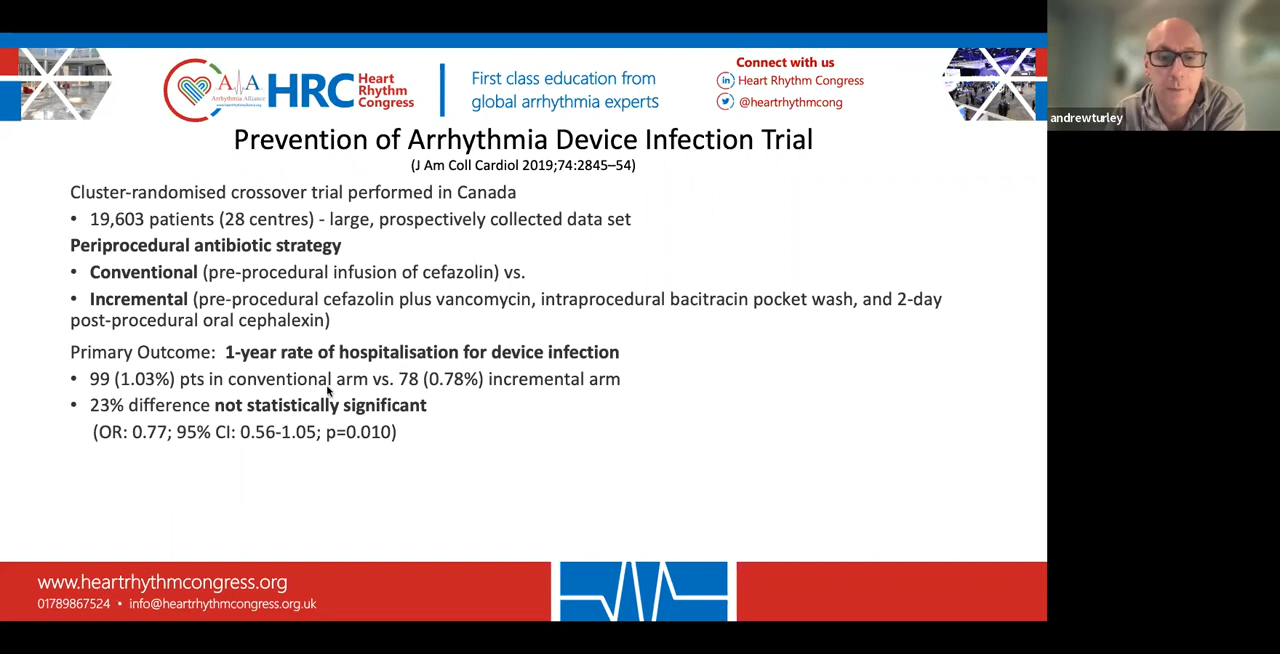 A A
Arrhythmia Alliance
HRC
Heart
Rhythm
Congress
First class education from
global arrhythmia experts
Connect with us
Heart Rhythm Congress
@heartrhythmcong
andrewturley
Prevention of Arrhythmia Device Infection Trial
(J Am Coll Cardiol 2019;74:2845–54)
Cluster-randomised crossover trial performed in Canada
• 19,603 patients (28 centres) - large, prospectively collected data set
Periprocedural antibiotic strategy
• Conventional (pre-procedural infusion of cefazolin) vs.
• Incremental (pre-procedural cefazolin plus vancomycin, intraprocedural bacitracin pocket wash, and 2-day
post-procedural oral cephalexin)
Primary Outcome: 1-year rate of hospitalisation for device infection
• 99 (1.03%) pts in conventional arm vs. 78 (0.78%) incremental arm
• 23% difference not statistically significant
(OR: 0.77; 95% CI: 0.56-1.05; p=0.010)
www.heartrhythmcongress.org
01789867524 • info@heartrhythmcongress.org.uk